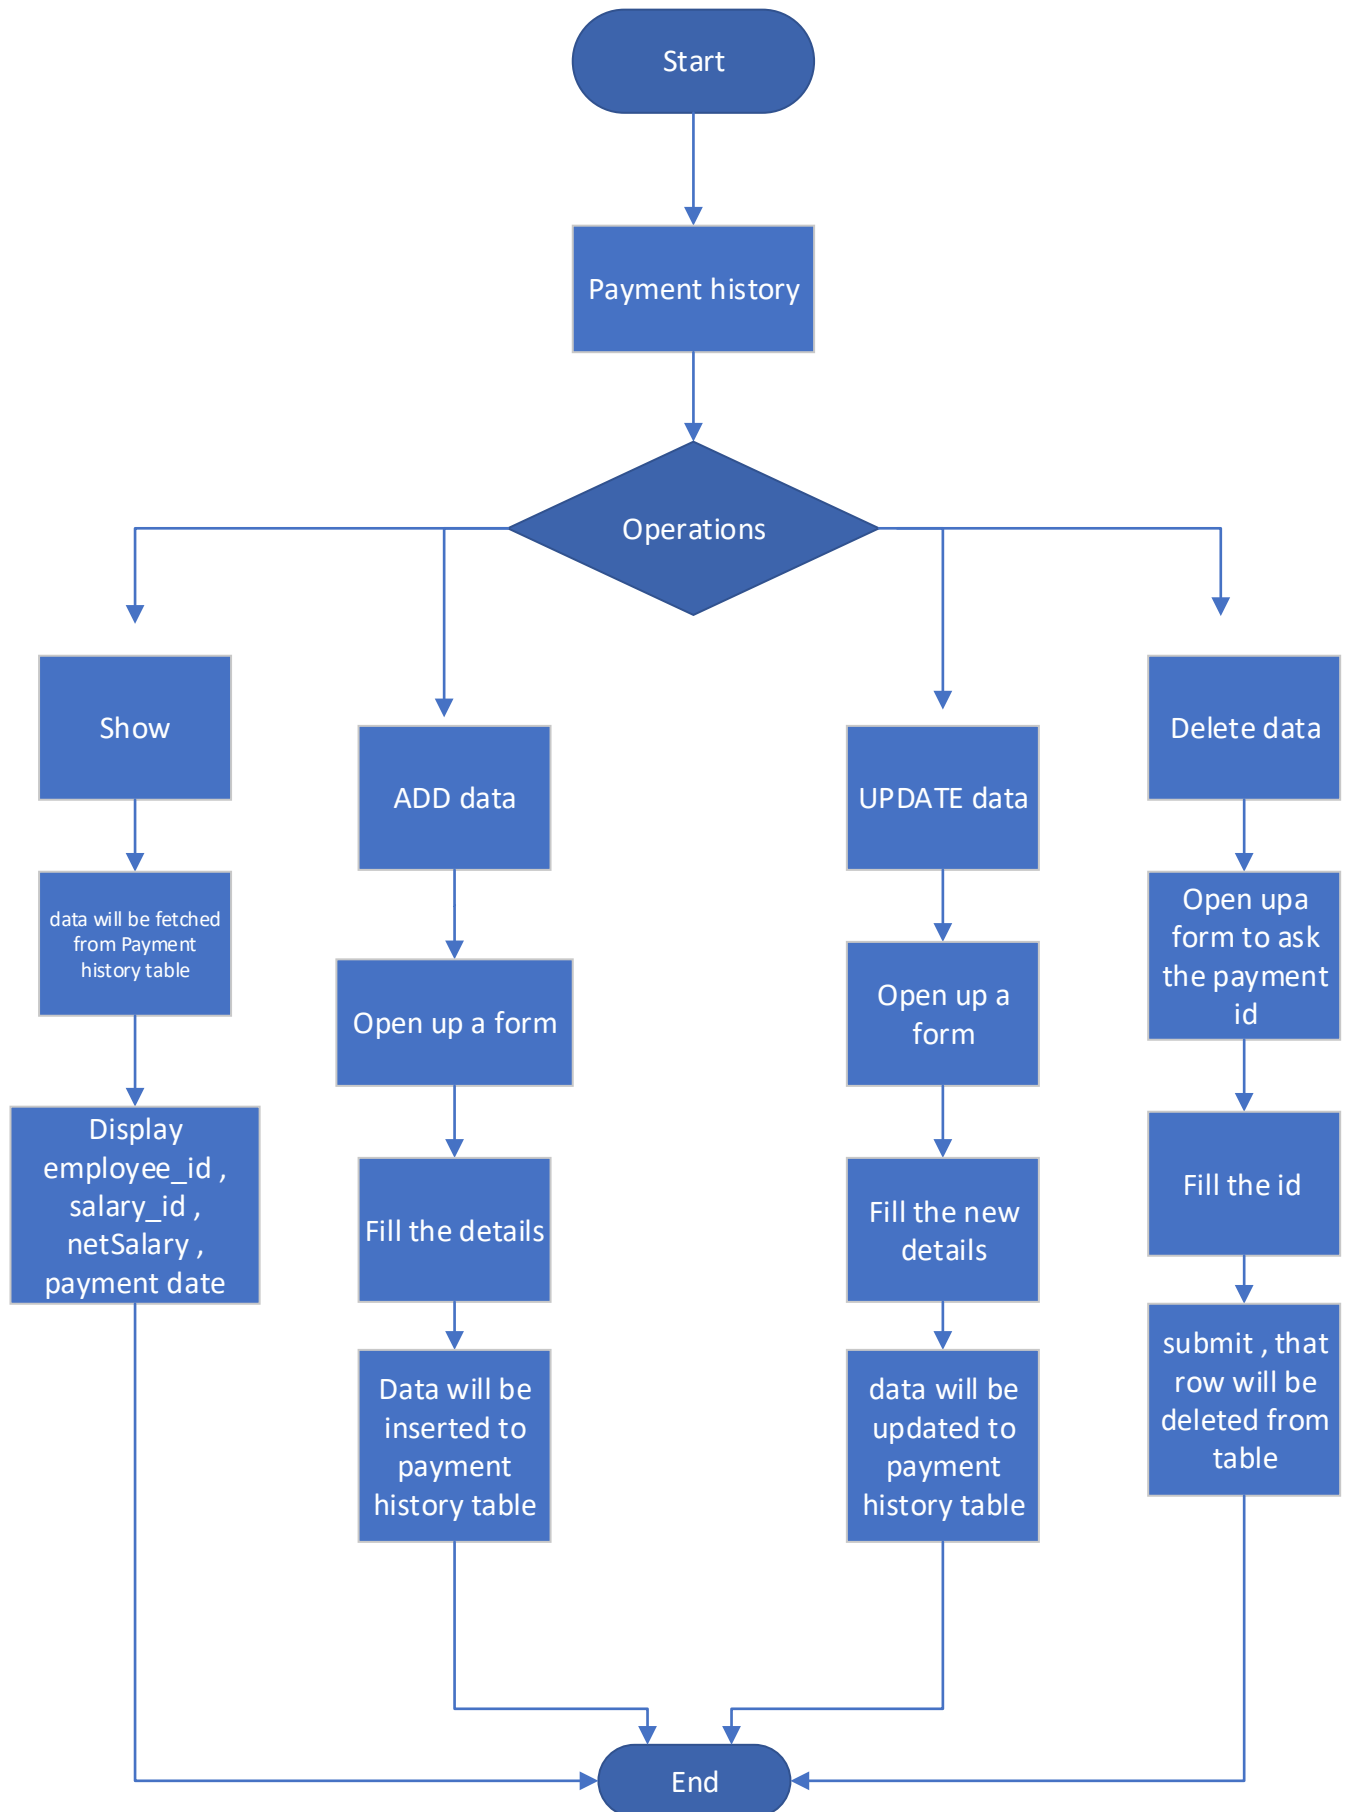 Start
Payment history
Operations
Show
data will be fetched
from Payment
history table
Display
employee_id ,
salary_id ,
netSalary ,
payment date
ADD data
Open up a form
Fill the details
Data will be
inserted to
payment
history table
UPDATE data
Open up a
form
Fill the new
details
data will be
updated to
payment
history table
Delete data
Open upa
form to ask
the payment
id
Fill the id
submit , that
row will be
deleted from
table
End